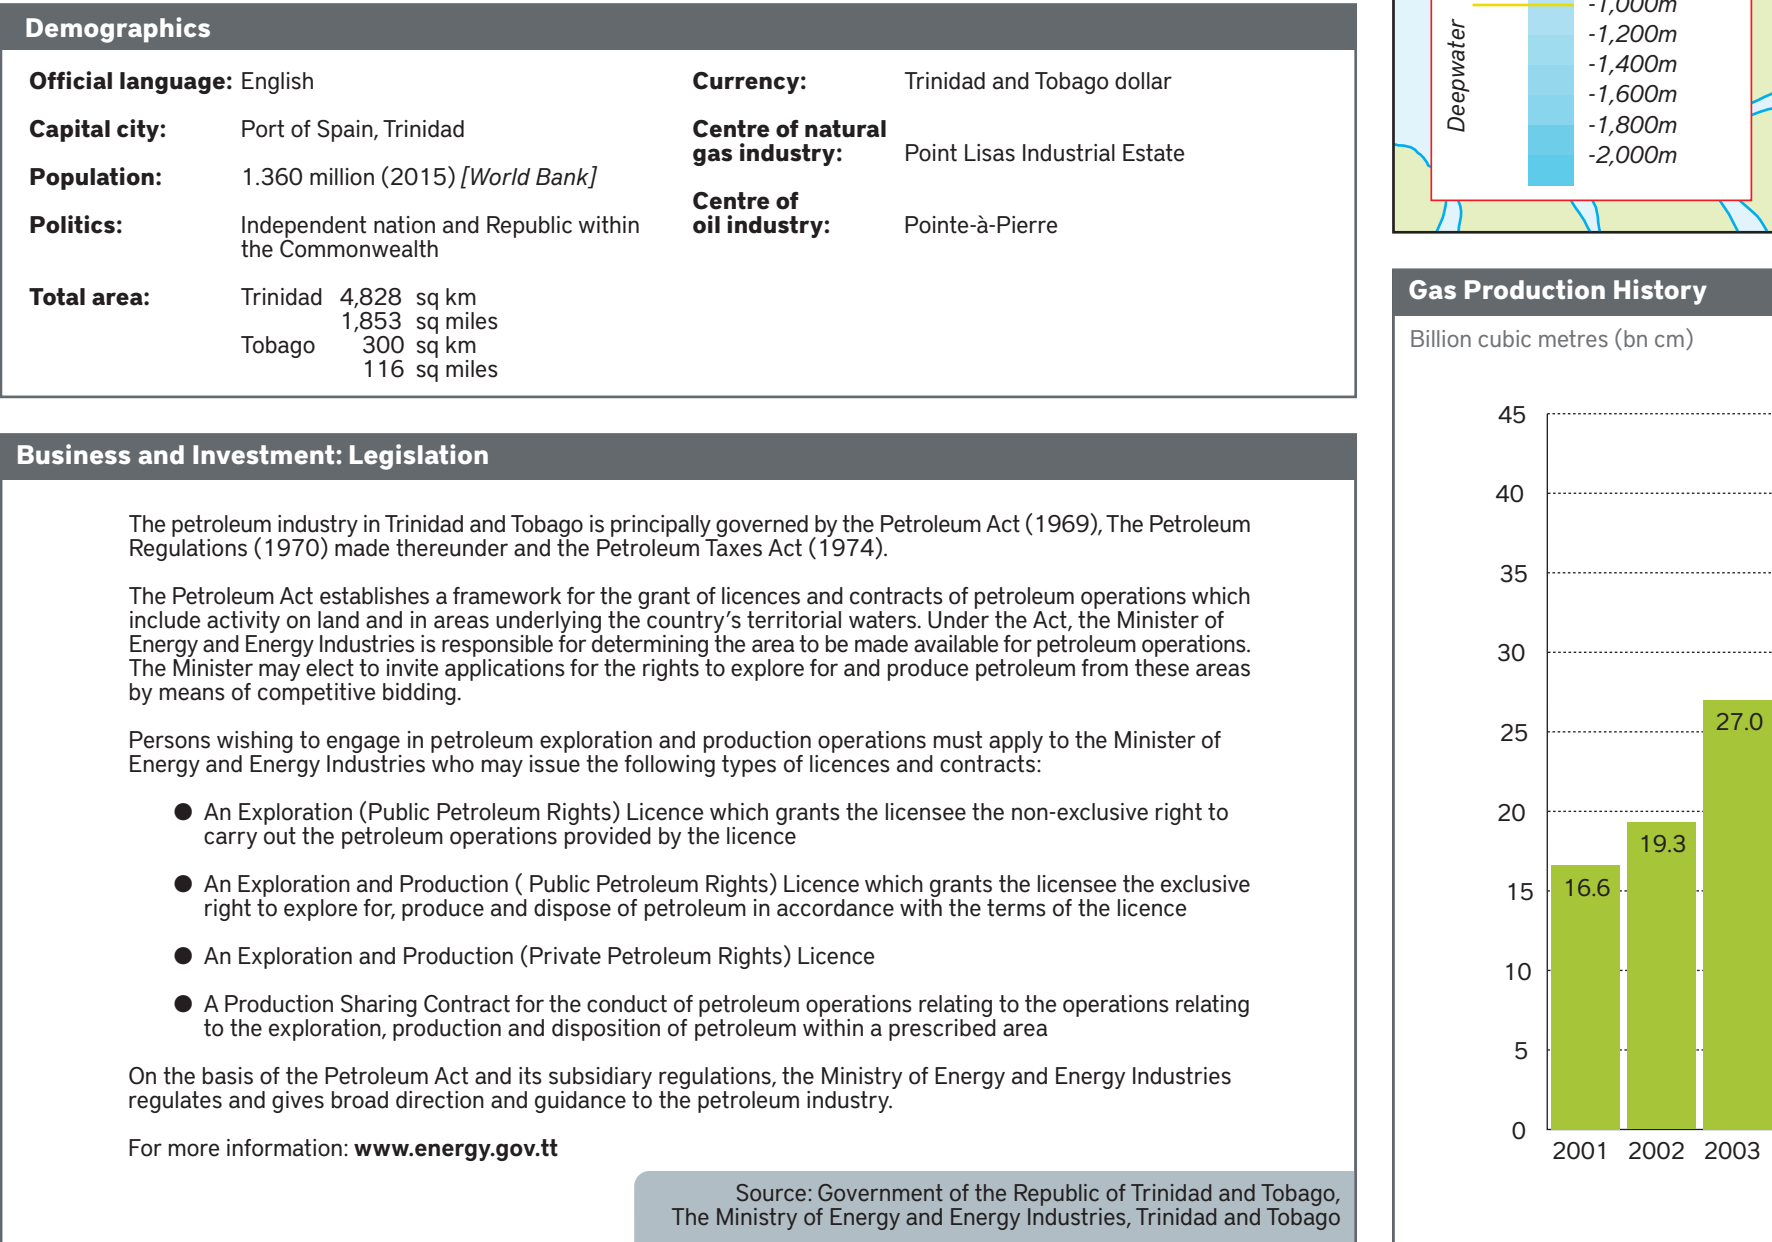 Demographics
Official language: English
Capital city: Port of Spain, Trinidad
Population: 1.360 million (2015) [World Bank]
Politics: Independent nation and Republic within
the Commonwealth
Total area: Trinidad 4,828 sq km
1,853 sq miles
Tobago 300 sq km
116 sq miles
Currency: Trinidad and Tobago dollar
Centre of natural
gas industry: Point Lisas Industrial Estate
Centre of
oil industry: Pointe-à-Pierre
Business and Investment: Legislation
The petroleum industry in Trinidad and Tobago is principally governed by the Petroleum Act (1969), The Petroleum
Regulations (1970) made thereunder and the Petroleum Taxes Act (1974).
The Petroleum Act establishes a framework for the grant of licences and contracts of petroleum operations which
include activity on land and in areas underlying the country's territorial waters. Under the Act, the Minister of
Energy and Energy Industries is responsible for determining the area to be made available for petroleum operations.
The Minister may elect to invite applications for the rights to explore for and produce petroleum from these areas
by means of competitive bidding.
Persons wishing to engage in petroleum exploration and production operations must apply to the Minister of
Energy and Energy Industries who may issue the following types of licences and contracts:
● An Exploration (Public Petroleum Rights) Licence which grants the licensee the non-exclusive right to
carry out the petroleum operations provided by the licence
● An Exploration and Production ( Public Petroleum Rights) Licence which grants the licensee the exclusive
right to explore for, produce and dispose of petroleum in accordance with the terms of the licence
● An Exploration and Production (Private Petroleum Rights) Licence
● A Production Sharing Contract for the conduct of petroleum operations relating to the operations relating
to the exploration, production and disposition of petroleum within a prescribed area
On the basis of the Petroleum Act and its subsidiary regulations, the Ministry of Energy and Energy Industries
regulates and gives broad direction and guidance to the petroleum industry.
For more information: www.energy.gov.tt
Source: Government of the Republic of Trinidad and Tobago,
The Ministry of Energy and Energy Industries, Trinidad and Tobago
Deepwater
-1,000m
-1,200m
-1,400m
-1,600m
-1,800m
-2,000m
Gas Production History
Billion cubic metres (bn cm)
45
40
35
30
25
20
15
10
5
0
16.6
19.3
27.0
2001 2002 2003